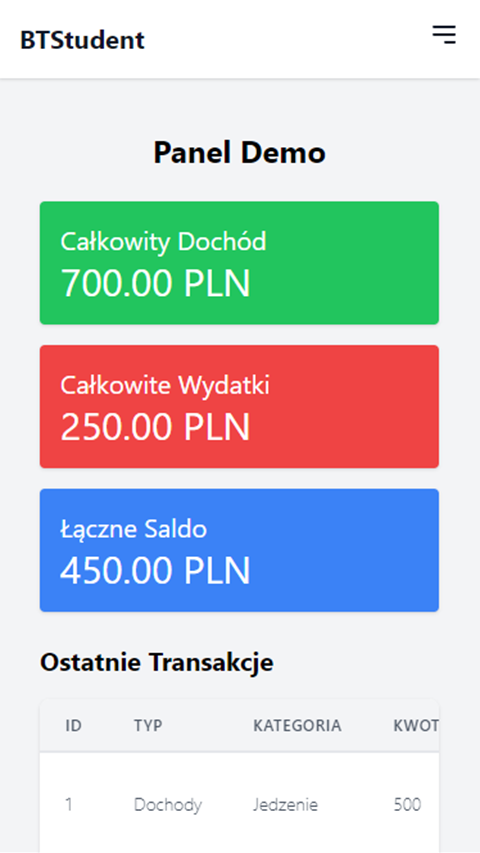 BTStudent
Panel Demo
Całkowity Dochód
700.00 PLN
Całkowite Wydatki
250.00 PLN
Łączne Saldo
450.00 PLN
Ostatnie Transakcje
ID TYP KATEGORIA KWOT
1 Dochody Jedzenie 500